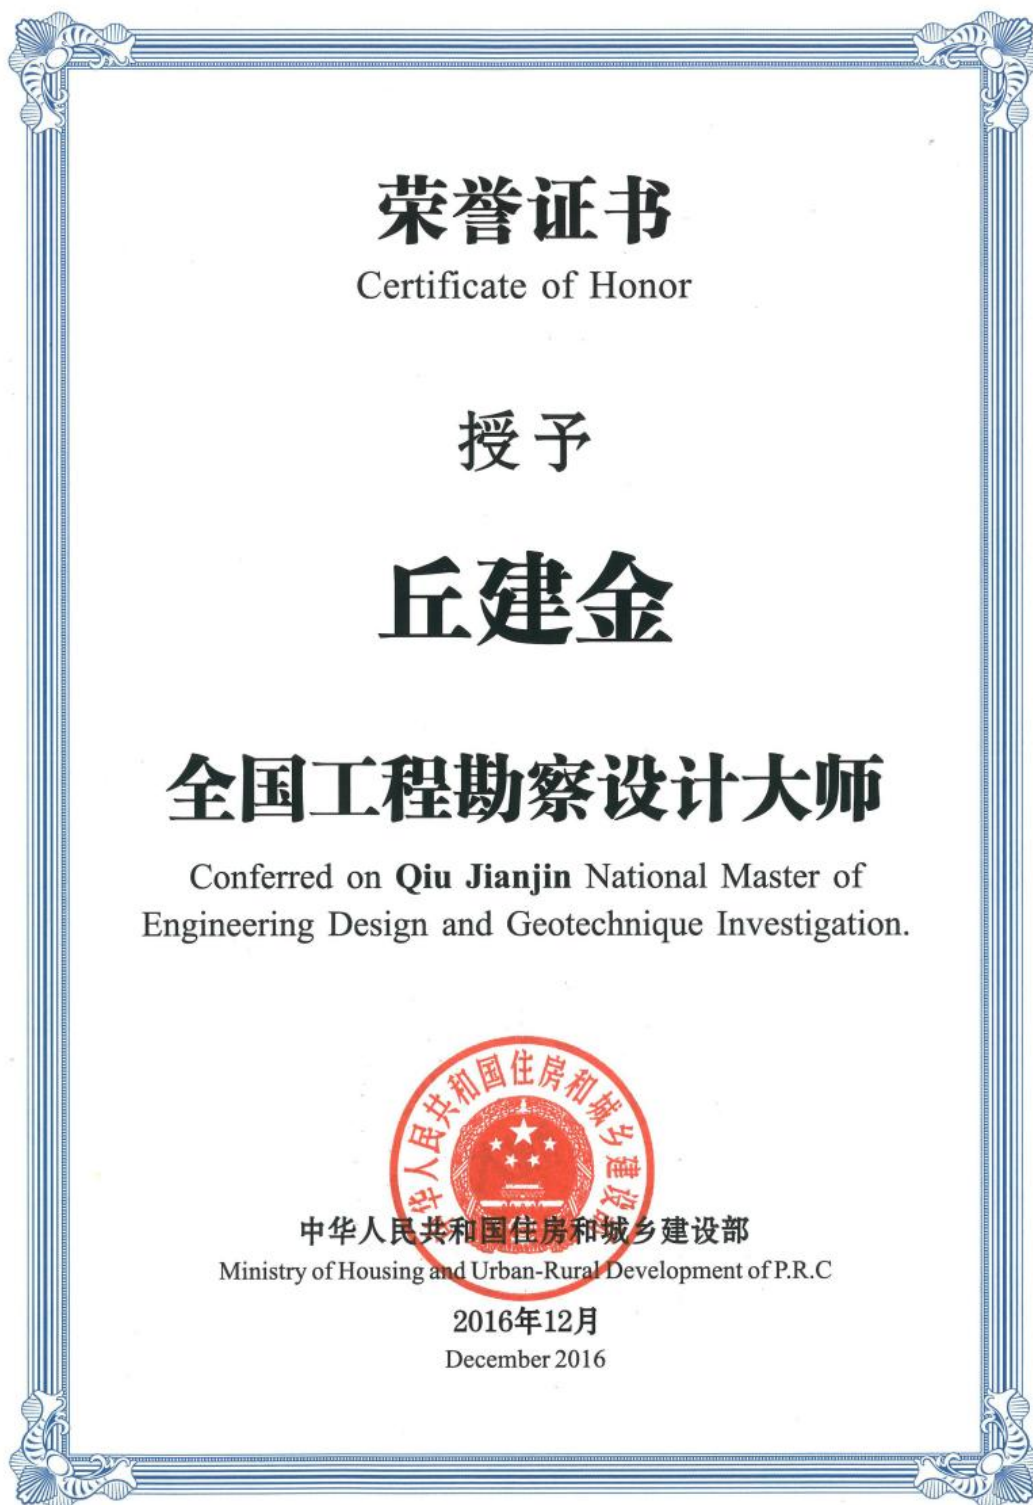 荣誉证书
Certificate of Honor
授予
丘建金
全国工程勘察设计大师
Conferred on Qiu Jianjin National Master of
Engineering Design and Geotechnique Investigation.
中华人民共和国住房和城乡建设部
中华人民共和国住房和城乡建设部
Ministry of Housing and Urban-Rural Development of P.R.C
2016年12月
December 2016